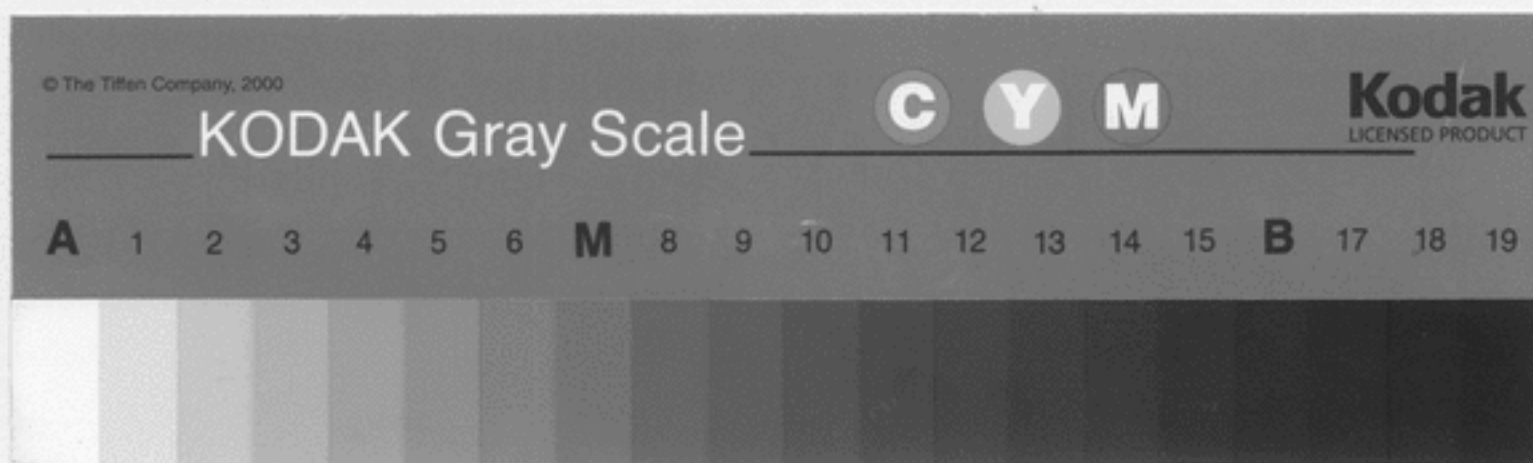 © The Tiffen Company, 2000
KODAK Gray Scale
C Y M
Kodak
LICENSED PRODUCT
A 1 2 3 4 5 6 M 8 9 10 11 12 13 14 15 B 17 18 19